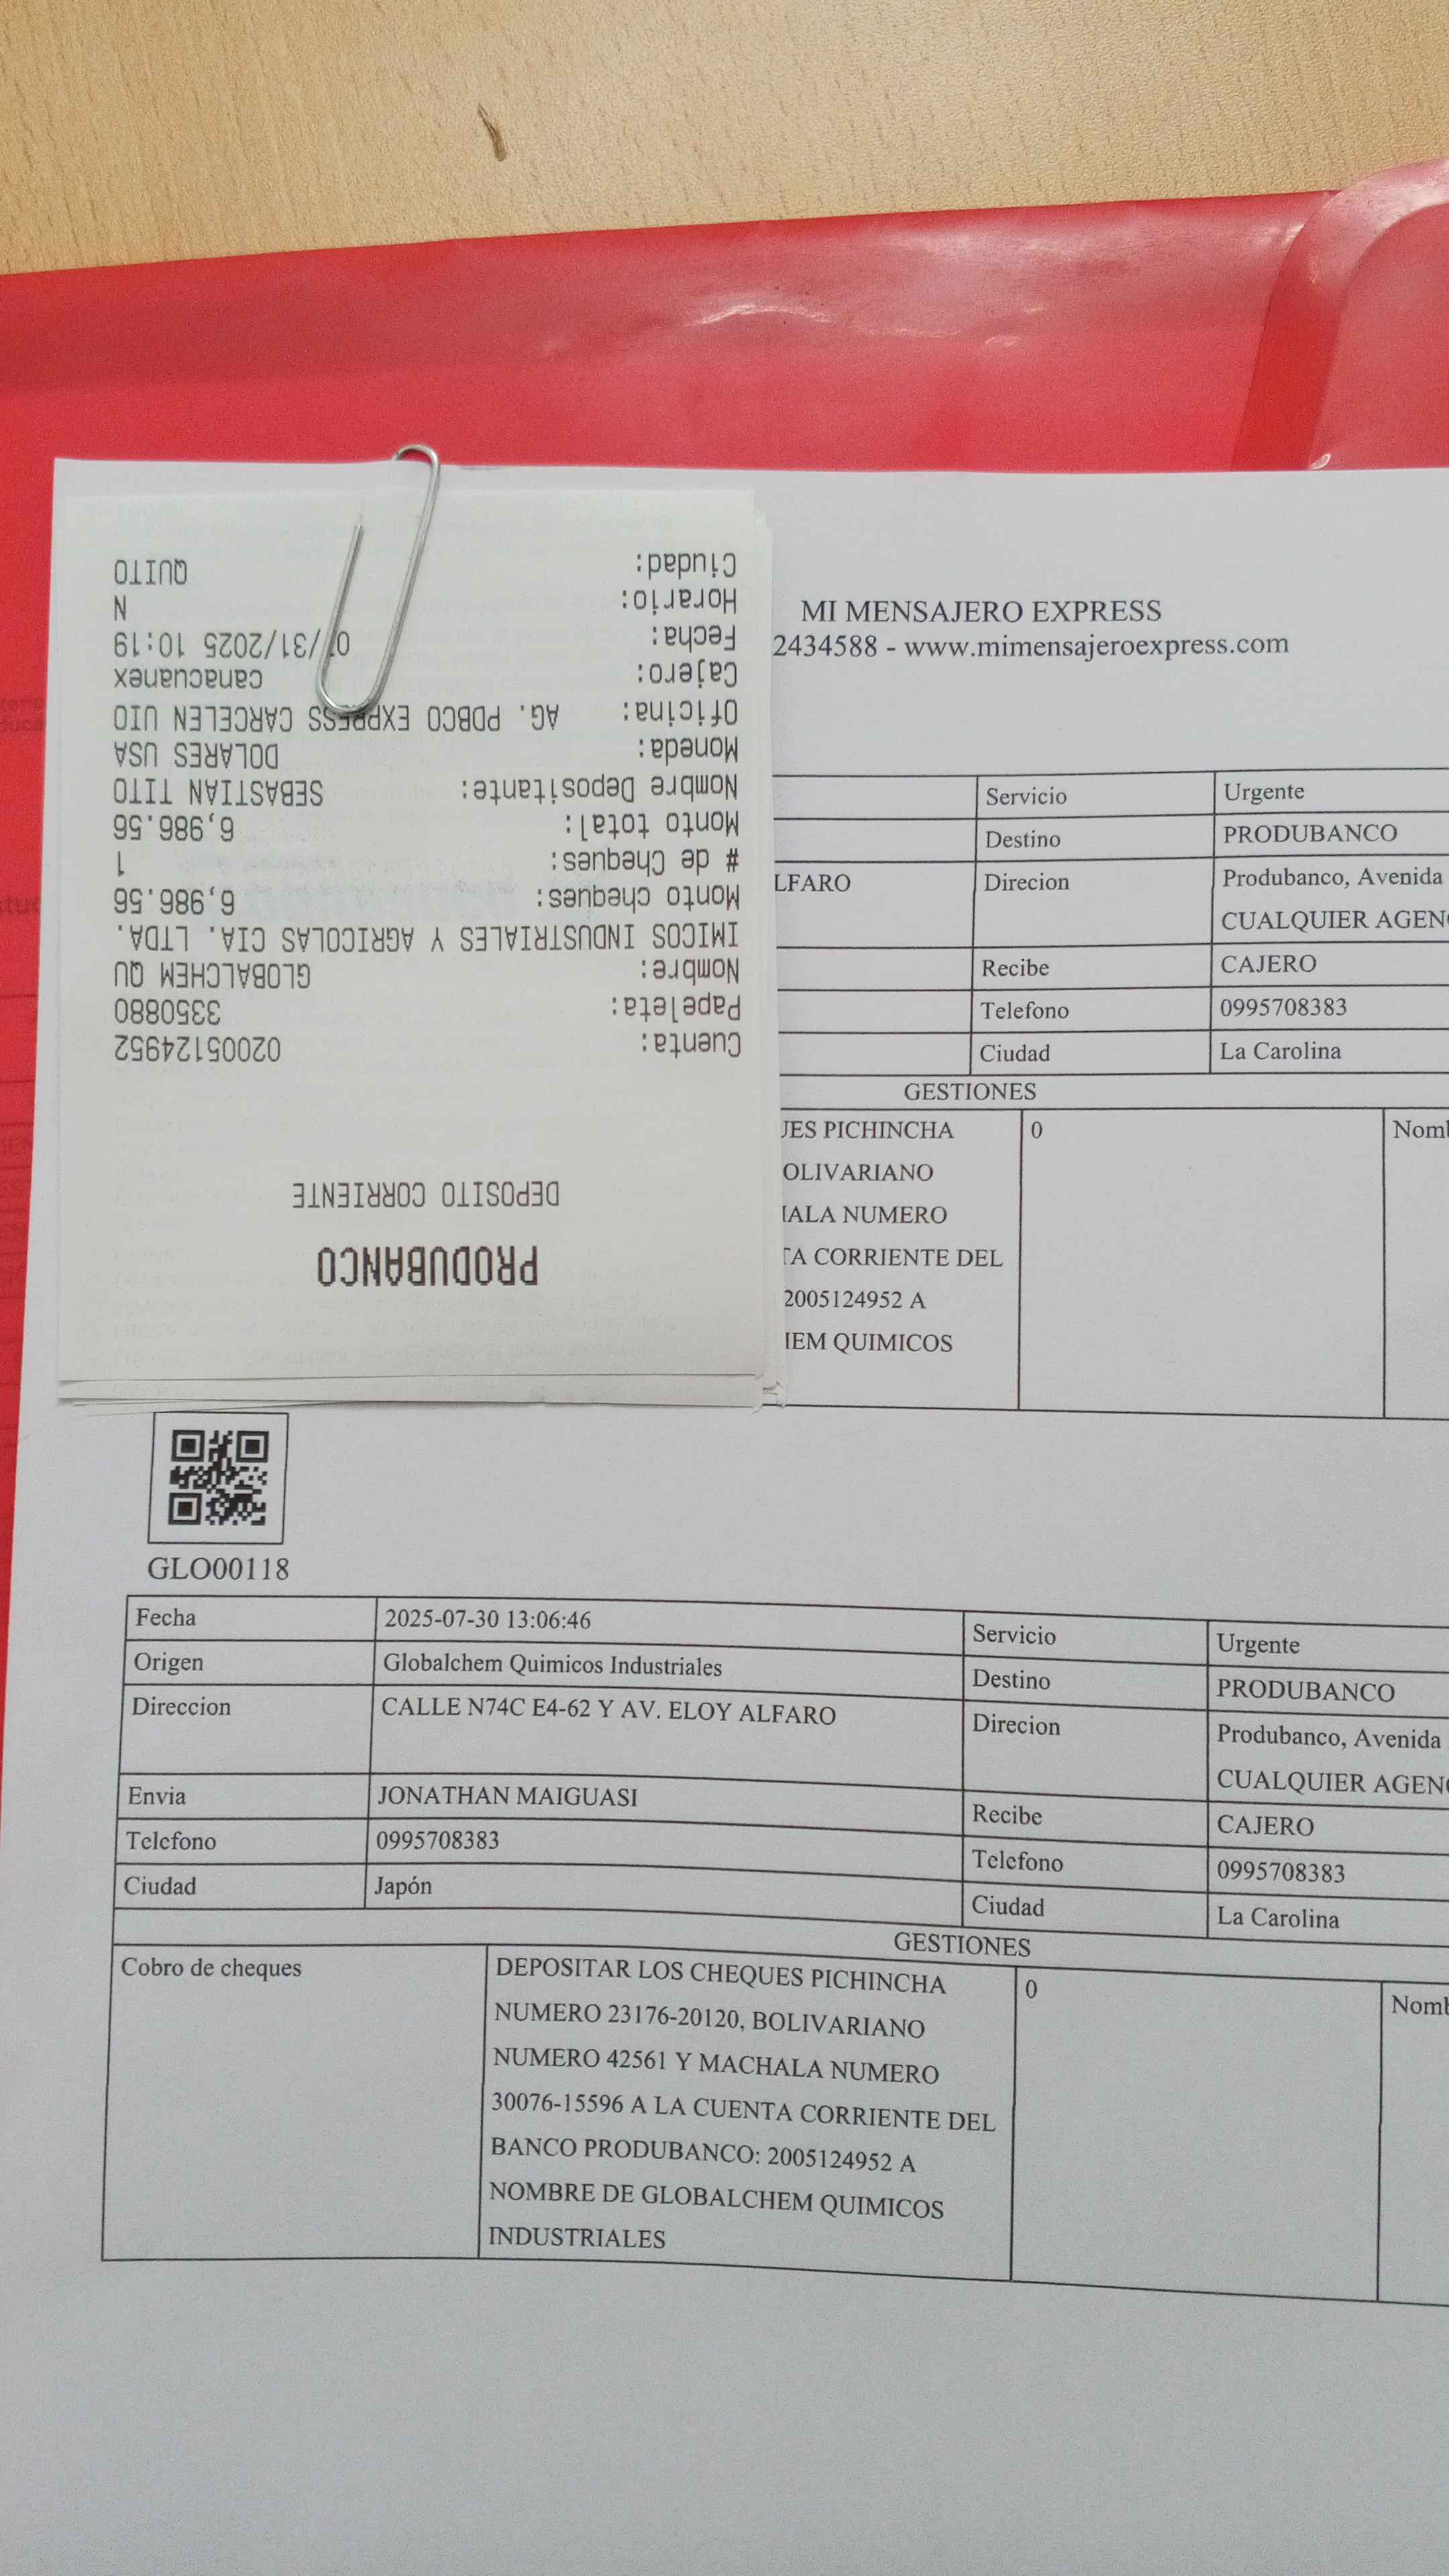 PRODUBANCO
DEPOSITO CORRIENTE
Cuenta: 02005124952
Papeleta: 3350880
Nombre: GLOBALCHEM QU
IMICOS INDUSTRIALES Y AGRICOLAS CIA. LTDA.
Monto cheques: 6,986.56
# de Cheques: 1
Monto total: 6,986.56
Nombre Depositante: SEBASTIAN TITO
Moneda: DOLARES USA
Oficina: AG. PDBCO EXPRESS CARCELEN UIO
Cajero: canacuanex
Fecha: /31/2025 10:19
Horario: N
Ciudad: QUITO
MI MENSAJERO EXPRESS
2434588 - www.mimensajeroexpress.com
Servicio Urgente
Destino PRODUBANCO
LFARO Direcion Produbanco, Avenida
CUALQUIER AGEN
Recibe CAJERO
Telefono 0995708383
Ciudad La Carolina
GESTIONES
ES PICHINCHA 0 Nom
OLIVARIANO
ALA NUMERO
A CORRIENTE DEL
2005124952 A
EM QUIMICOS
GLO00118
Fecha 2025-07-30 13:06:46 Servicio Urgente
Origen Globalchem Quimicos Industriales Destino PRODUBANCO
Direccion CALLE N74C E4-62 Y AV. ELOY ALFARO Direcion Produbanco, Avenida
CUALQUIER AGEN
Envia JONATHAN MAIGUASI Recibe CAJERO
Telefono 0995708383 Telefono 0995708383
Ciudad Japón Ciudad La Carolina
GESTIONES
Cobro de cheques DEPOSITAR LOS CHEQUES PICHINCHA 0 Nom
NUMERO 23176-20120, BOLIVARIANO
NUMERO 42561 Y MACHALA NUMERO
30076-15596 A LA CUENTA CORRIENTE DEL
BANCO PRODUBANCO: 2005124952 A
NOMBRE DE GLOBALCHEM QUIMICOS
INDUSTRIALES